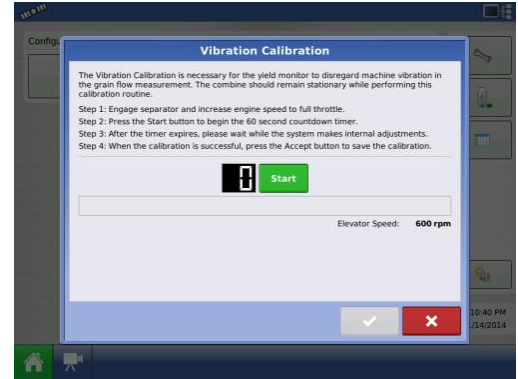 Configu
Vibration Calibration
The Vibration Calibration is necessary for the yield monitor to disregard machine vibration in
the grain flow measurement. The combine should remain stationary while performing this
calibration routine.
Step 1: Engage separator and increase engine speed to full throttle.
Step 2: Press the Start button to begin the 60 second countdown timer.
Step 3: After the timer expires, please wait while the system makes internal adjustments.
Step 4: When the calibration is successful, press the Accept button to save the calibration.
0 Start
Elevator Speed: 600 rpm
10:40 PM
/14/2014